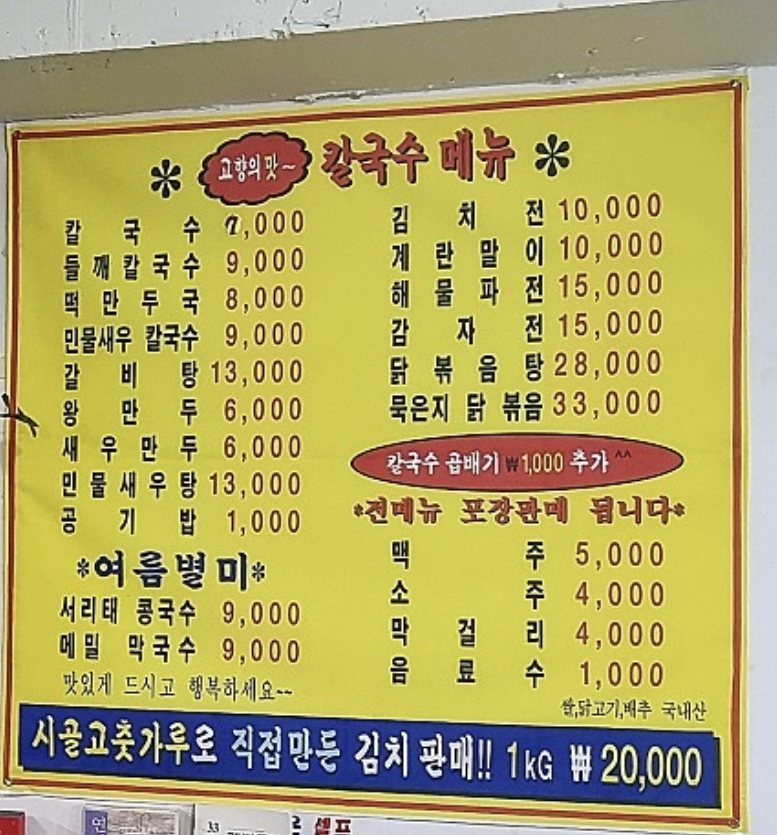 고향의맛~ 칼국수 메뉴
칼국수 7,000
들깨칼국수 9,000
떡만두국 8,000
민물새우 칼국수 9,000
갈비탕 13,000
왕만두 6,000
새우만두 6,000
민물새우탕 13,000
공기밥 1,000
*여름별미*
서리태 콩국수 9,000
메밀 막국수 9,000
맛있게 드시고 행복하세요~~
김치전 10,000
계란말이 10,000
해물파전 15,000
감자전 15,000
닭볶음탕 28,000
묵은지 닭볶음 33,000
칼국수 곱배기 ₩1,000 추가^^
*전메뉴 포장판매 됩니다*
맥주 5,000
소주 4,000
막걸리 4,000
음료수 1,000
쌀,닭고기,배추 국내산
시골고춧가루로 직접만든 김치 판매!! 1kG ₩ 20,000
연
33
셀프